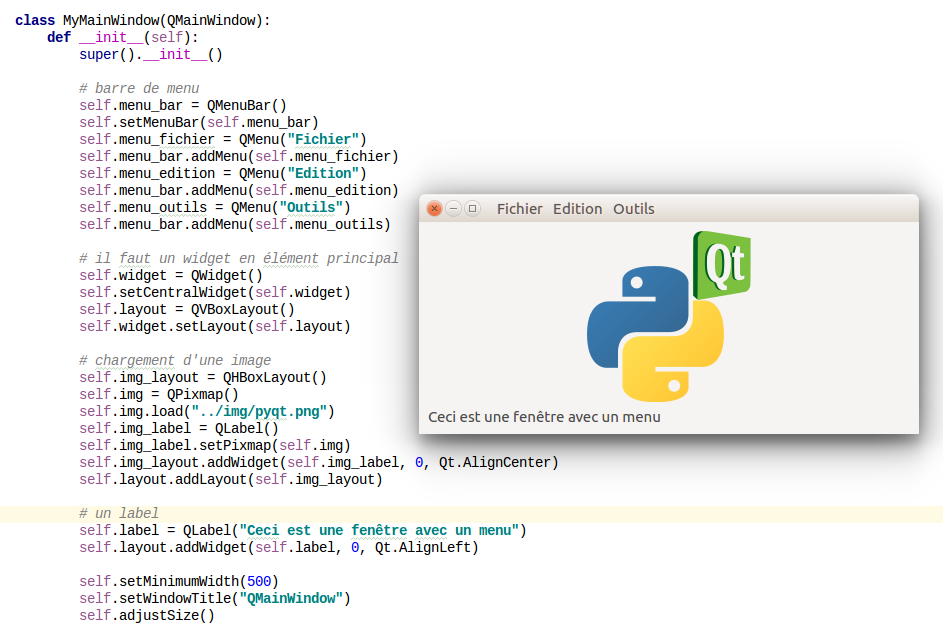 class MyMainWindow(QMainWindow):
    def __init__(self):
        super().__init__()

        # barre de menu
        self.menu_bar = QMenuBar()
        self.setMenuBar(self.menu_bar)
        self.menu_fichier = QMenu("Fichier")
        self.menu_bar.addMenu(self.menu_fichier)
        self.menu_edition = QMenu("Edition")
        self.menu_bar.addMenu(self.menu_edition)
        self.menu_outils = QMenu("Outils")
        self.menu_bar.addMenu(self.menu_outils)

        # il faut un widget en élément principal
        self.widget = QWidget()
        self.setCentralWidget(self.widget)
        self.layout = QVBoxLayout()
        self.widget.setLayout(self.layout)

        # chargement d'une image
        self.img_layout = QHBoxLayout()
        self.img = QPixmap()
        self.img.load("../img/pyqt.png")
        self.img_label = QLabel()
        self.img_label.setPixmap(self.img)
        self.img_layout.addWidget(self.img_label, 0, Qt.AlignCenter)
        self.layout.addLayout(self.img_layout)

        # un label
        self.label = QLabel("Ceci est une fenêtre avec un menu")
        self.layout.addWidget(self.label, 0, Qt.AlignLeft)

        self.setMinimumWidth(500)
        self.setWindowTitle("QMainWindow")
        self.adjustSize()
Fichier Edition Outils
Qt
Ceci est une fenêtre avec un menu